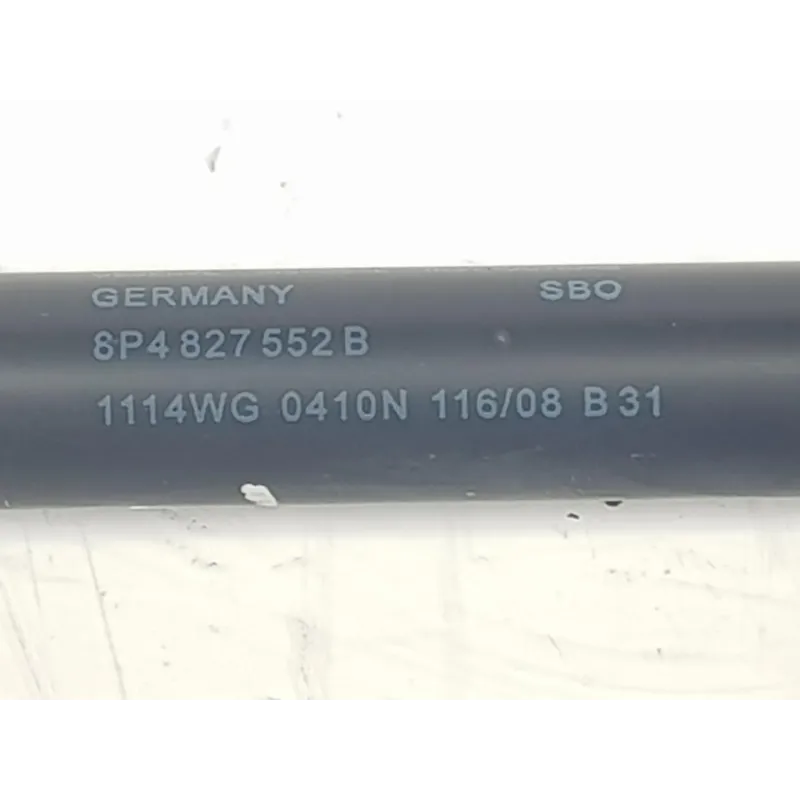 GERMANY SBO
8P4 827 552 B
1114WG 0410N 116/08 B 31